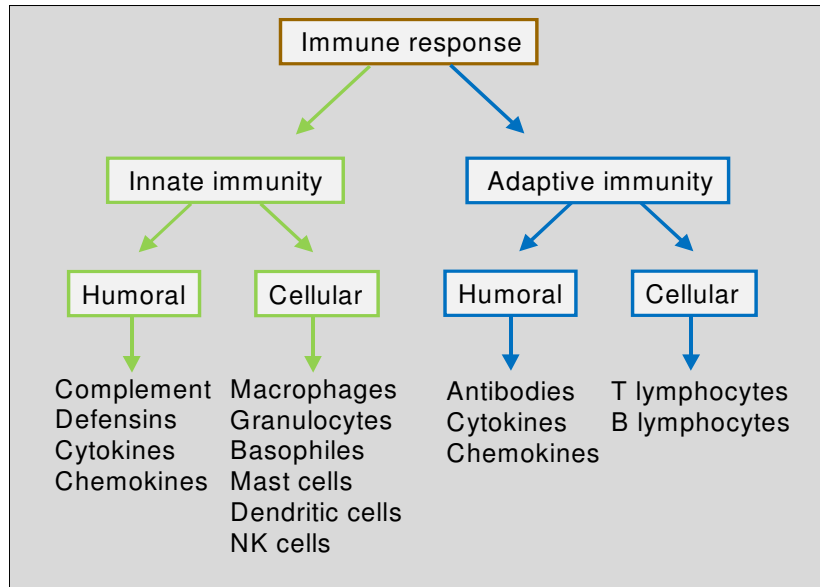 Immune response
Innate immunity
Adaptive immunity
Humoral
Cellular
Humoral
Cellular
Complement
Defensins
Cytokines
Chemokines
Macrophages
Granulocytes
Basophiles
Mast cells
Dendritic cells
NK cells
Antibodies
Cytokines
Chemokines
T lymphocytes
B lymphocytes